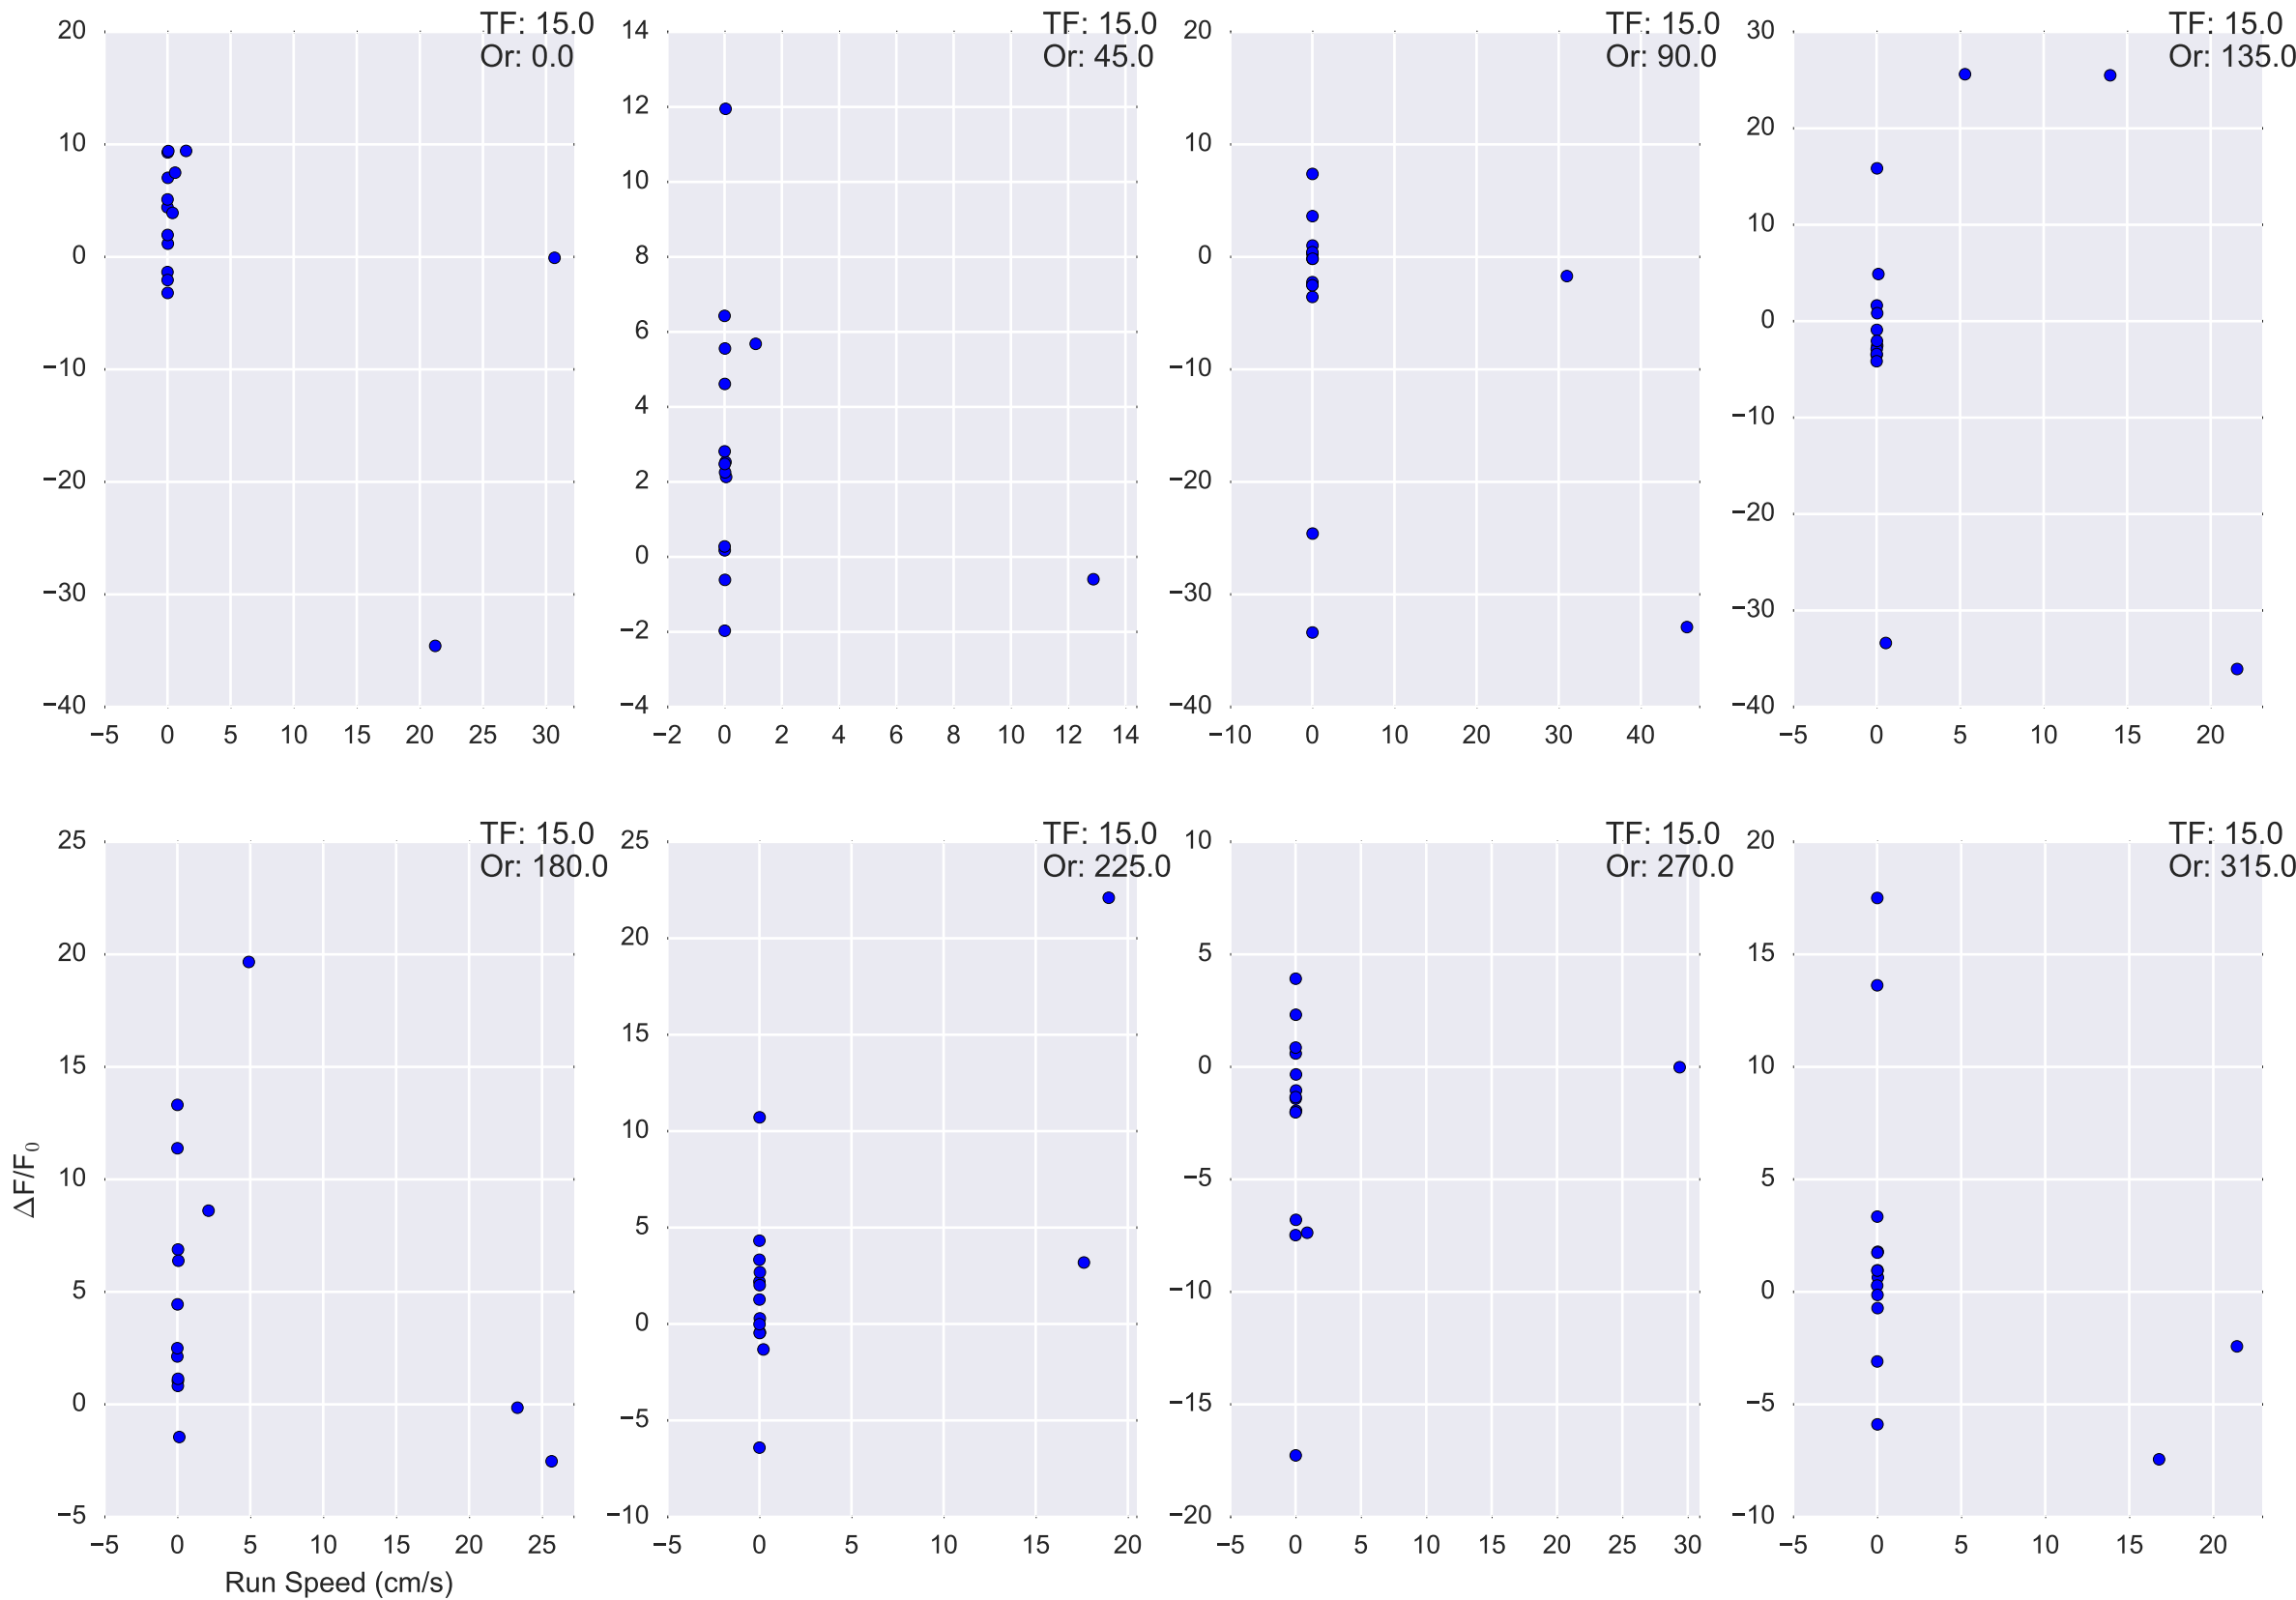 TF: 15.0
Or: 0.0
20
10
0
−10
−20
−30
−40
−5 0 5 10 15 20 25 30
TF: 15.0
Or: 45.0
14
12
10
8
6
4
2
0
−2
−4
−2 0 2 4 6 8 10 12 14
TF: 15.0
Or: 90.0
20
10
0
−10
−20
−30
−40
−10 0 10 20 30 40
TF: 15.0
Or: 135.0
30
20
10
0
−10
−20
−30
−40
−5 0 5 10 15 20
TF: 15.0
Or: 180.0
25
20
15
10
5
0
−5
ΔF/F₀
−5 0 5 10 15 20 25
Run Speed (cm/s)
TF: 15.0
Or: 225.0
25
20
15
10
5
0
−5
−10
−5 0 5 10 15 20
TF: 15.0
Or: 270.0
10
5
0
−5
−10
−15
−20
−5 0 5 10 15 20 25 30
TF: 15.0
Or: 315.0
20
15
10
5
0
−5
−10
−5 0 5 10 15 20